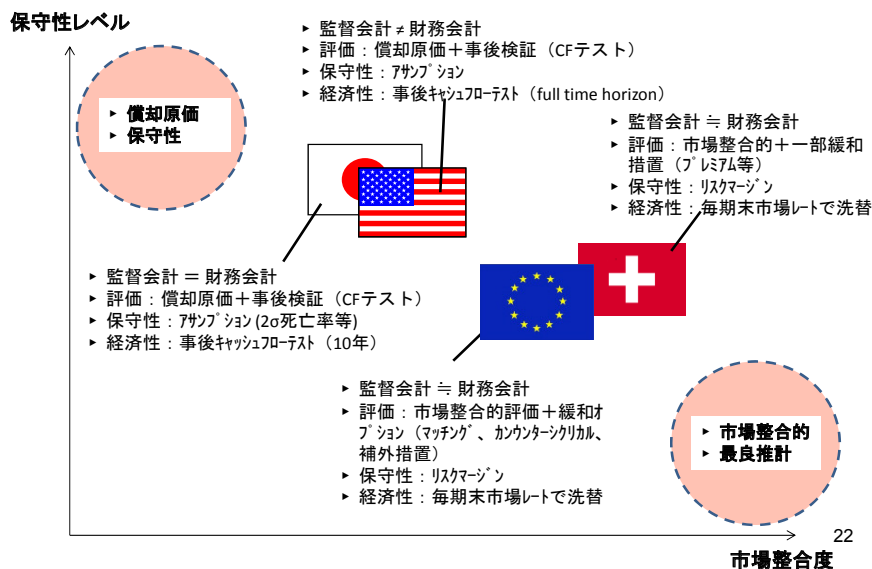 保守性レベル
▸ 監督会計 ≠ 財務会計
▸ 評価：償却原価＋事後検証（CFテスト）
▸ 保守性：ｱｻﾝﾌﾟｼｮﾝ
▸ 経済性：事後ｷｬｼｭﾌﾛｰテスト（full time horizon）
▸ 償却原価
▸ 保守性
▸ 監督会計 ≒ 財務会計
▸ 評価：市場整合的＋一部緩和
措置（ﾌﾟﾚﾐｱﾑ等）
▸ 保守性：ﾘｽｸﾏｰｼﾞﾝ
▸ 経済性：毎期末市場ﾚｰﾄで洗替
▸ 監督会計 ＝ 財務会計
▸ 評価：償却原価＋事後検証（CFテスト）
▸ 保守性：ｱｻﾝﾌﾟｼｮﾝ (2σ死亡率等)
▸ 経済性：事後ｷｬｯｼｭﾌﾛｰﾃｽﾄ（10年）
▸ 監督会計 ≒ 財務会計
▸ 評価：市場整合的評価＋緩和ｵ
ﾌﾟｼｮﾝ（ﾏｯﾁﾝｸﾞ、ｶﾝｳﾝﾀｰｼｸﾘｶﾙ、
補外措置）
▸ 保守性：ﾘｽｸﾏｰｼﾞﾝ
▸ 経済性：毎期末市場ﾚｰﾄで洗替
▸ 市場整合的
▸ 最良推計
22
市場整合度